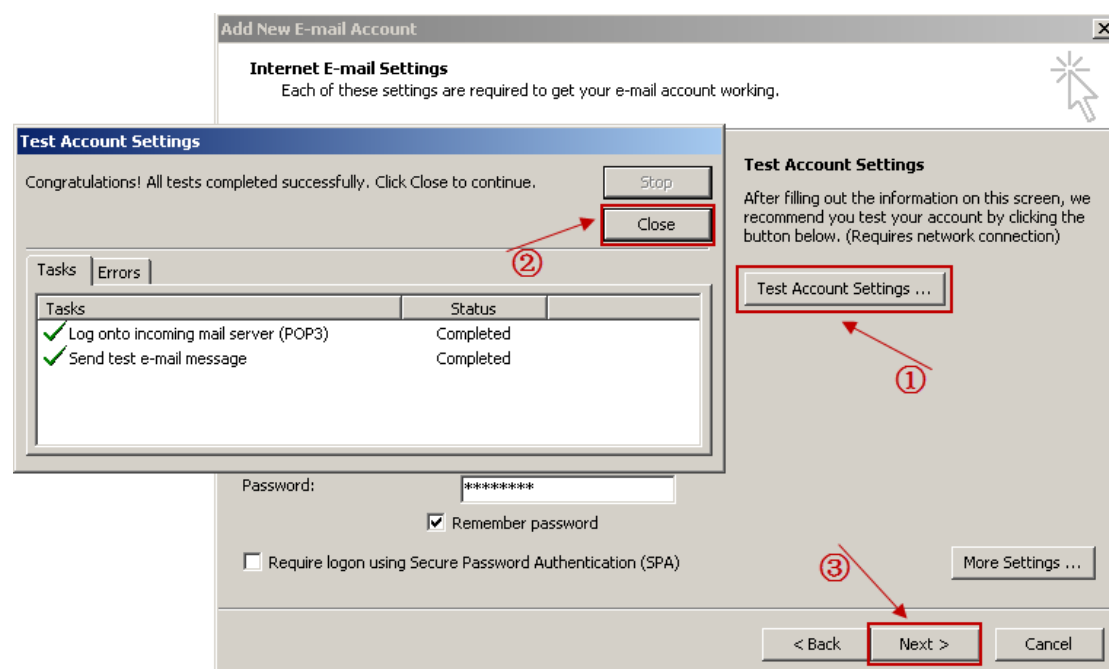 Add New E-mail Account
Internet E-mail Settings
Each of these settings are required to get your e-mail account working.
Test Account Settings
Congratulations! All tests completed successfully. Click Close to continue.
Stop
Close
②
Tasks
Errors
Tasks Status
Log onto incoming mail server (POP3) Completed
Send test e-mail message Completed
Test Account Settings
After filling out the information on this screen, we
recommend you test your account by clicking the
button below. (Requires network connection)
Test Account Settings ...
①
Password: ********
Remember password
Require logon using Secure Password Authentication (SPA)
③
More Settings ...
< Back Next > Cancel